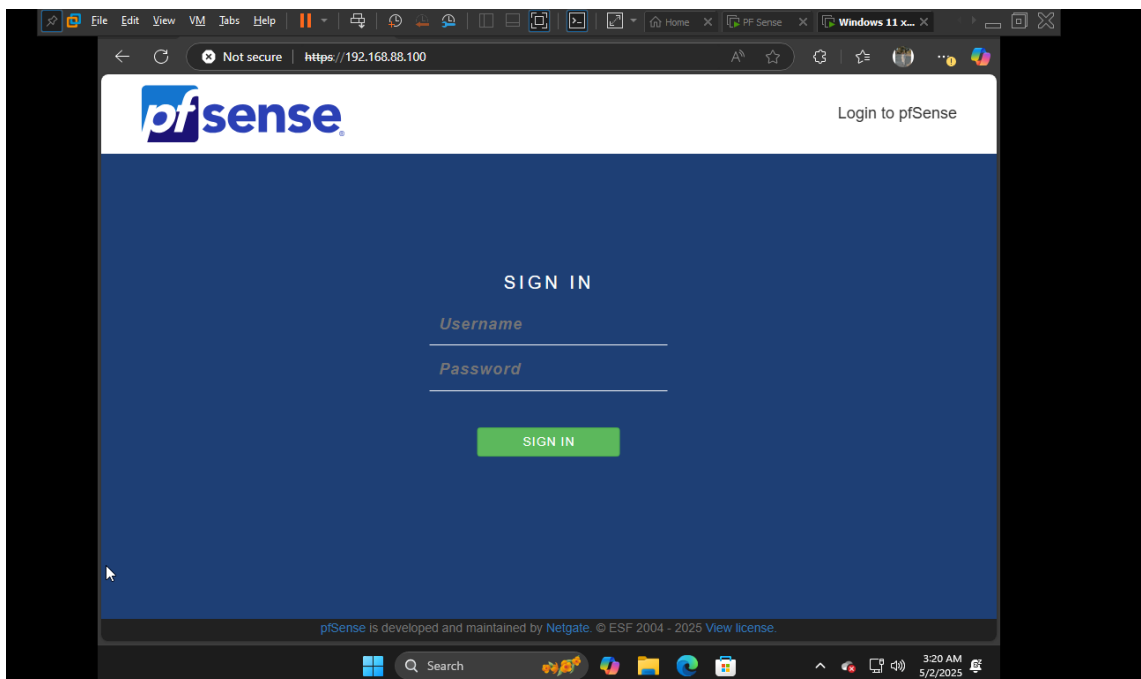 File Edit View VM Tabs Help Home PF Sense Windows 11 x...
Not secure https://192.168.88.100
pfsense
Login to pfSense
SIGN IN
Username
Password
SIGN IN
pfSense is developed and maintained by Netgate. © ESF 2004 - 2025 View license.
Search
3:20 AM
5/2/2025